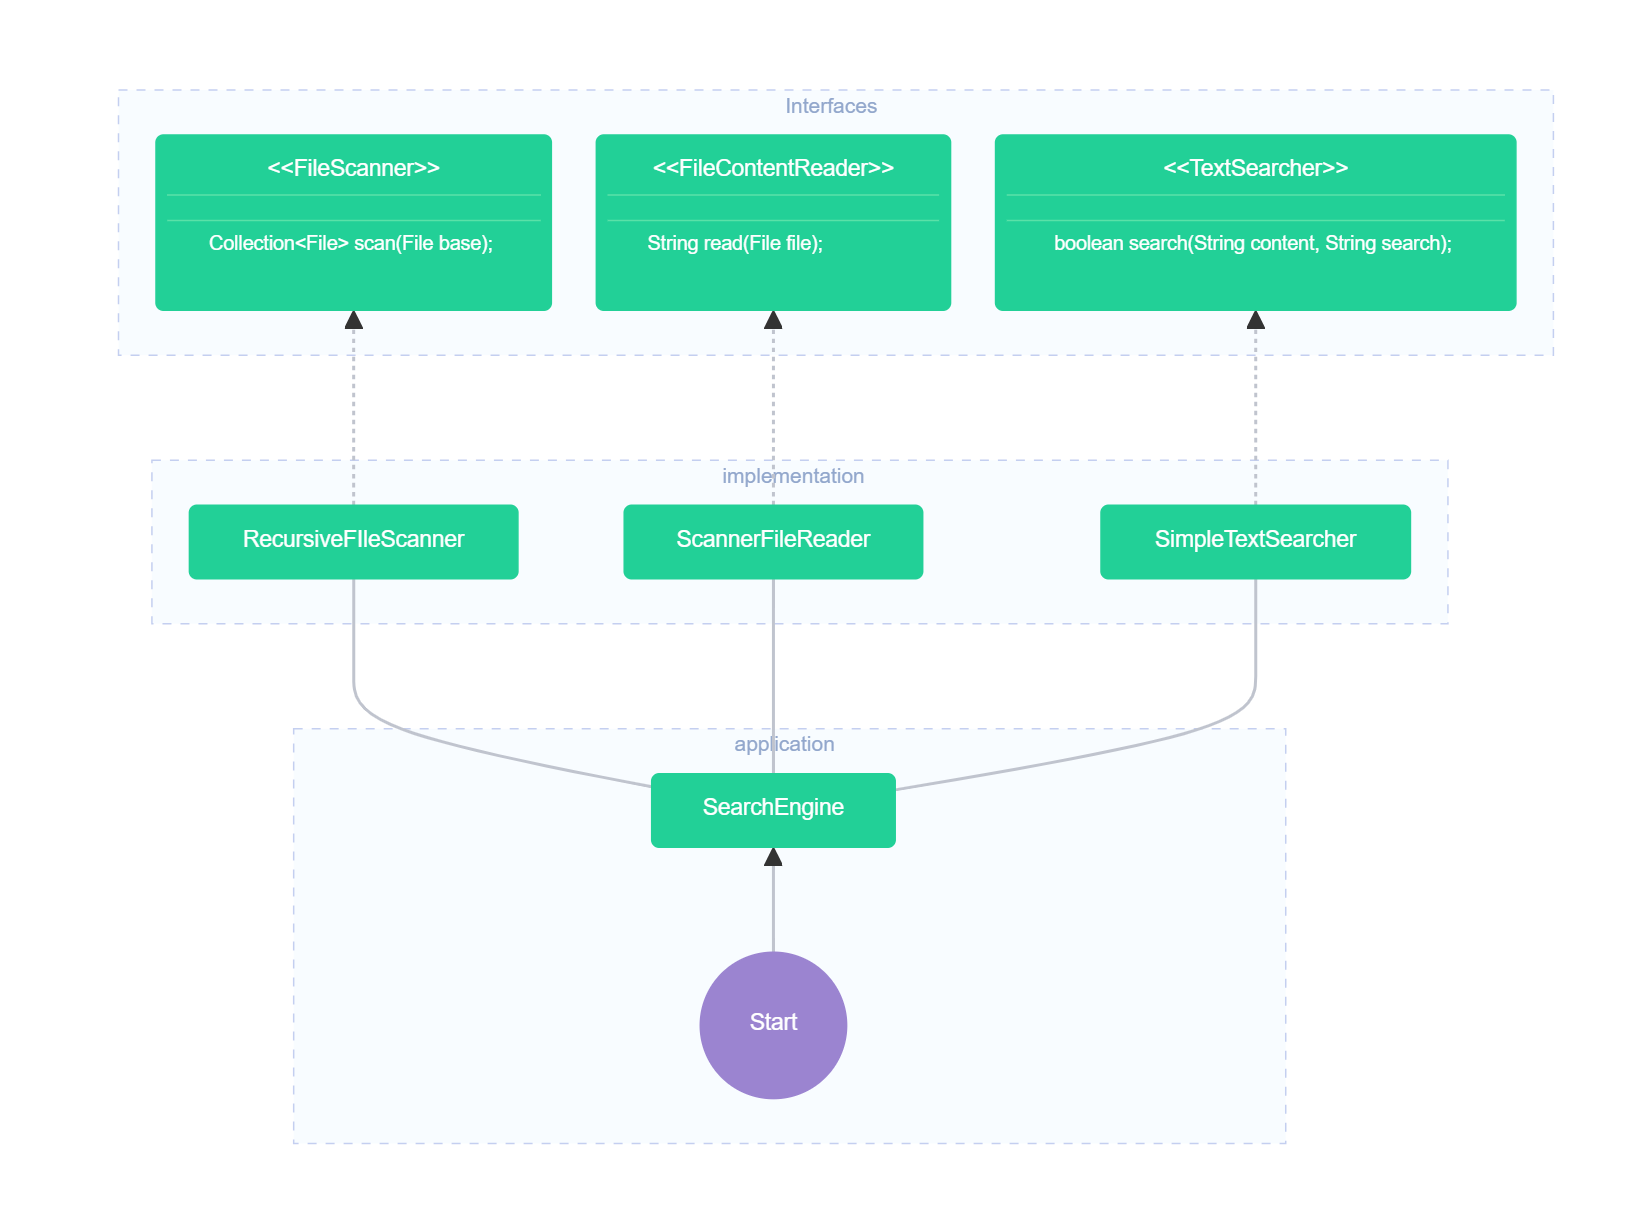 Interfaces
<<FileScanner>>
Collection<File> scan(File base);
<<FileContentReader>>
String read(File file);
<<TextSearcher>>
boolean search(String content, String search);
implementation
RecursiveFIleScanner
ScannerFileReader
SimpleTextSearcher
application
SearchEngine
Start